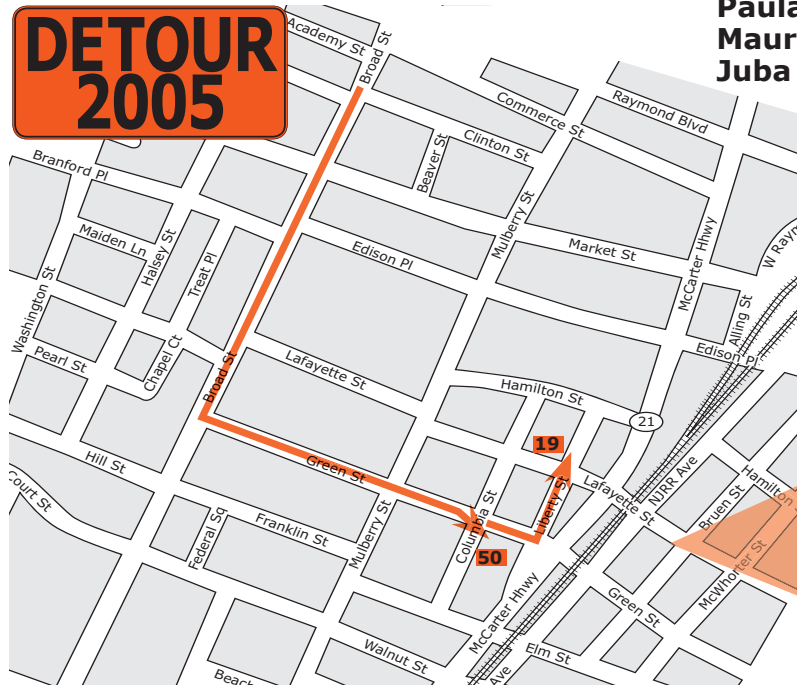 DETOUR
2005
Paula
Maur
Juba
Academy St
Broad St
Commerce St
Raymond Blvd
Clinton St
Beaver St
Branford Pl
Maiden Ln
Halsey St
Treat Pl
Edison Pl
Mulberry St
Market St
McCarter Hhwy
W Rayn
Alling St
Washington St
Pearl St
Chapel Ct
Broad St
Lafayette St
Hamilton St
Edison Pl
21
19
Hill St
Green St
Court St
Federal Sq
Franklin St
Mulberry St
Columbia St
Liberty St
Lafayette St
NJRR Ave
Bruen St
Hamilton S
McWhorter St
50
McCarter Hhwy
Green St
Walnut St
Elm St
Beach
Ave